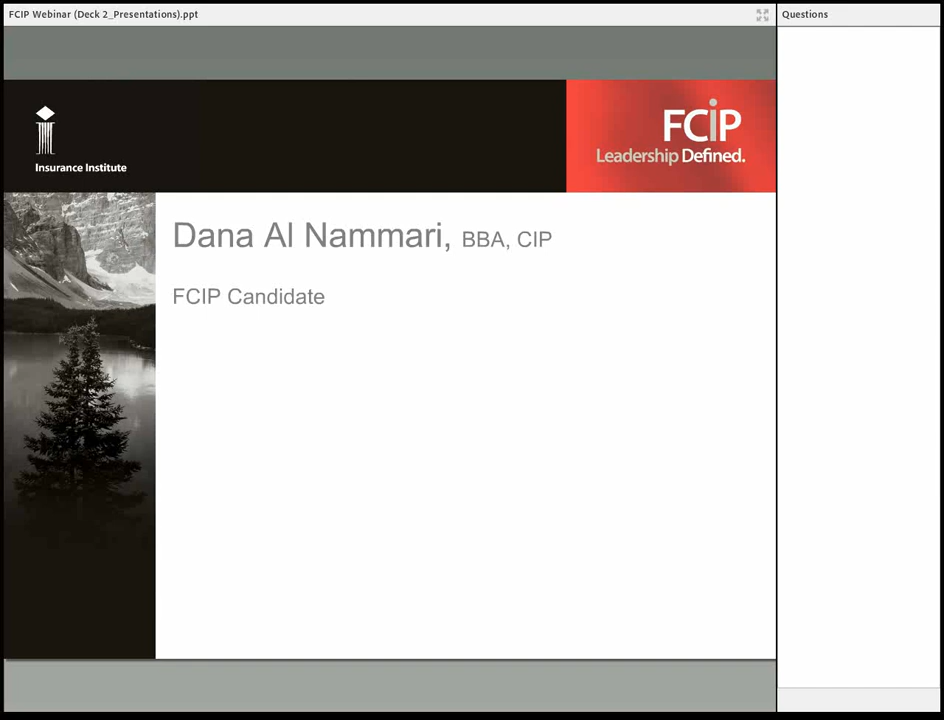 FCIP Webinar (Deck 2_Presentations).ppt
Questions
Insurance Institute
FCiP
Leadership Defined.
Dana Al Nammari, BBA, CIP
FCIP Candidate